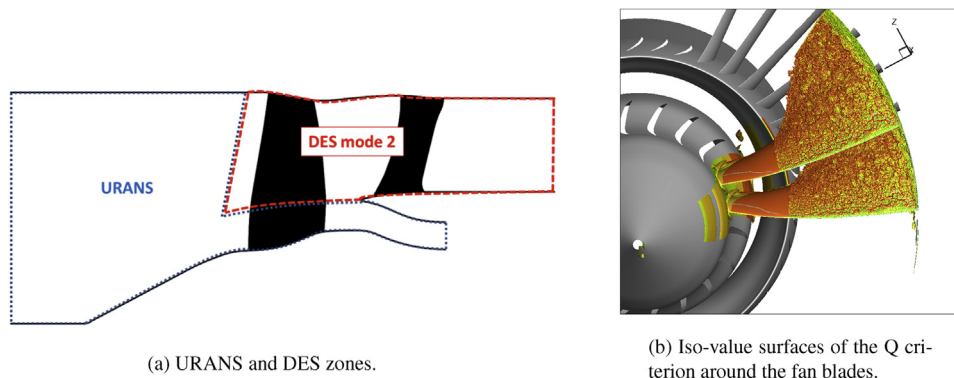 URANS
DES mode 2
(a) URANS and DES zones.
z
(b) Iso-value surfaces of the Q cri-
terion around the fan blades.